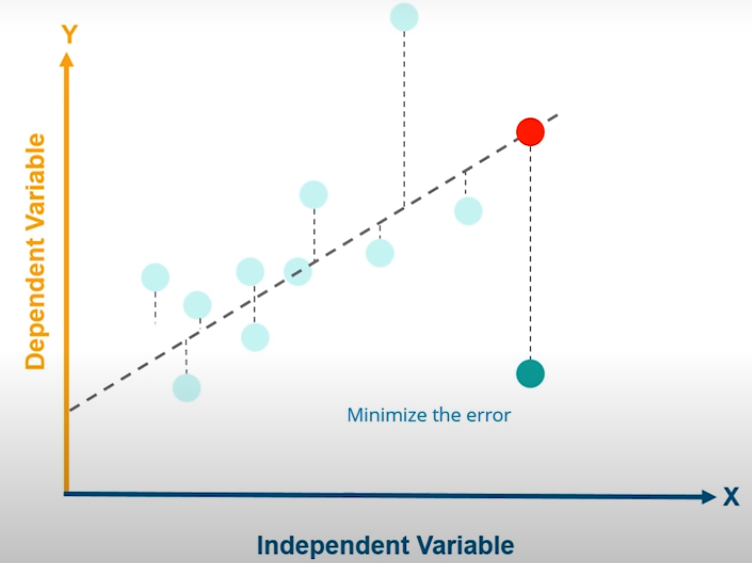 Y
Dependent Variable
Minimize the error
X
Independent Variable